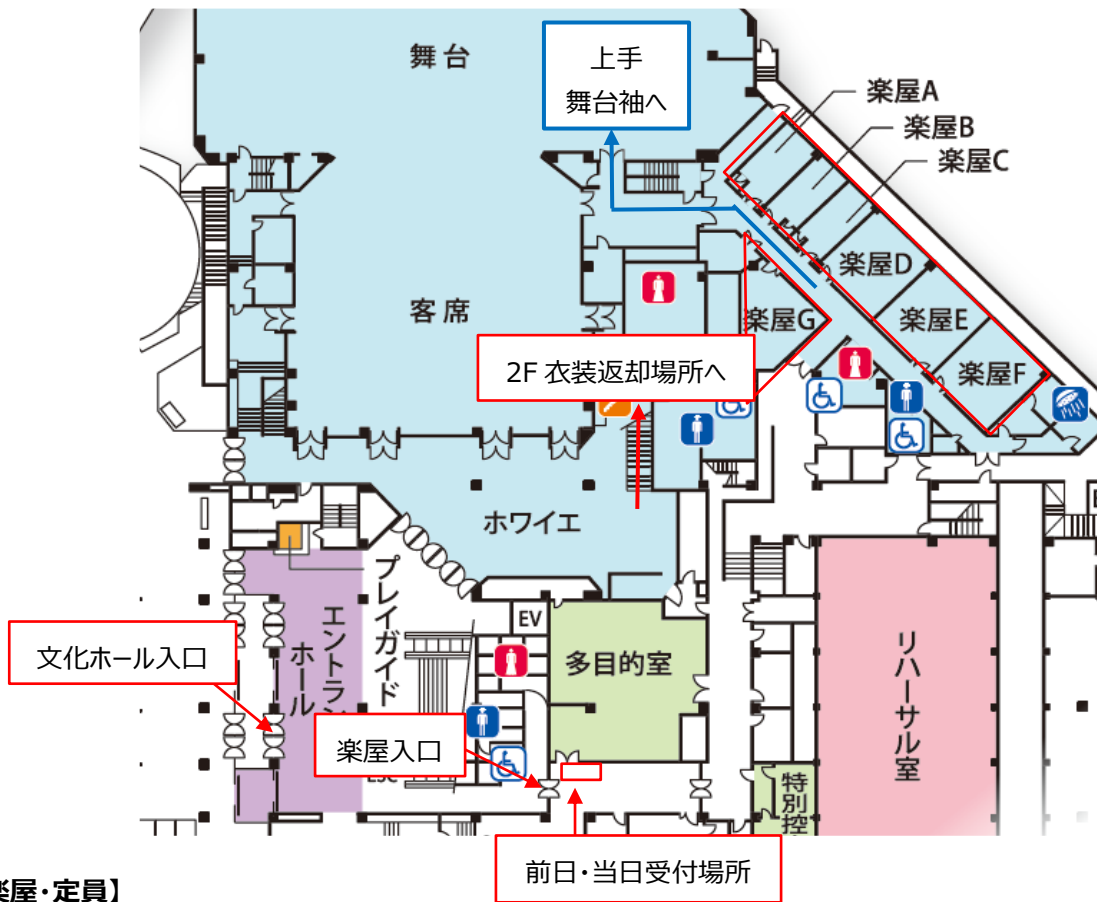 舞台
上手
舞台袖へ
楽屋A
楽屋B
楽屋C
楽屋D
楽屋E
楽屋F
楽屋G
客席
2F 衣装返却場所へ
ホワイエ
プレイガイド
エントラン
ホール
EV
多目的室
リハーサル室
文化ホール入口
楽屋入口
特別控
前日・当日受付場所
楽屋・定員】